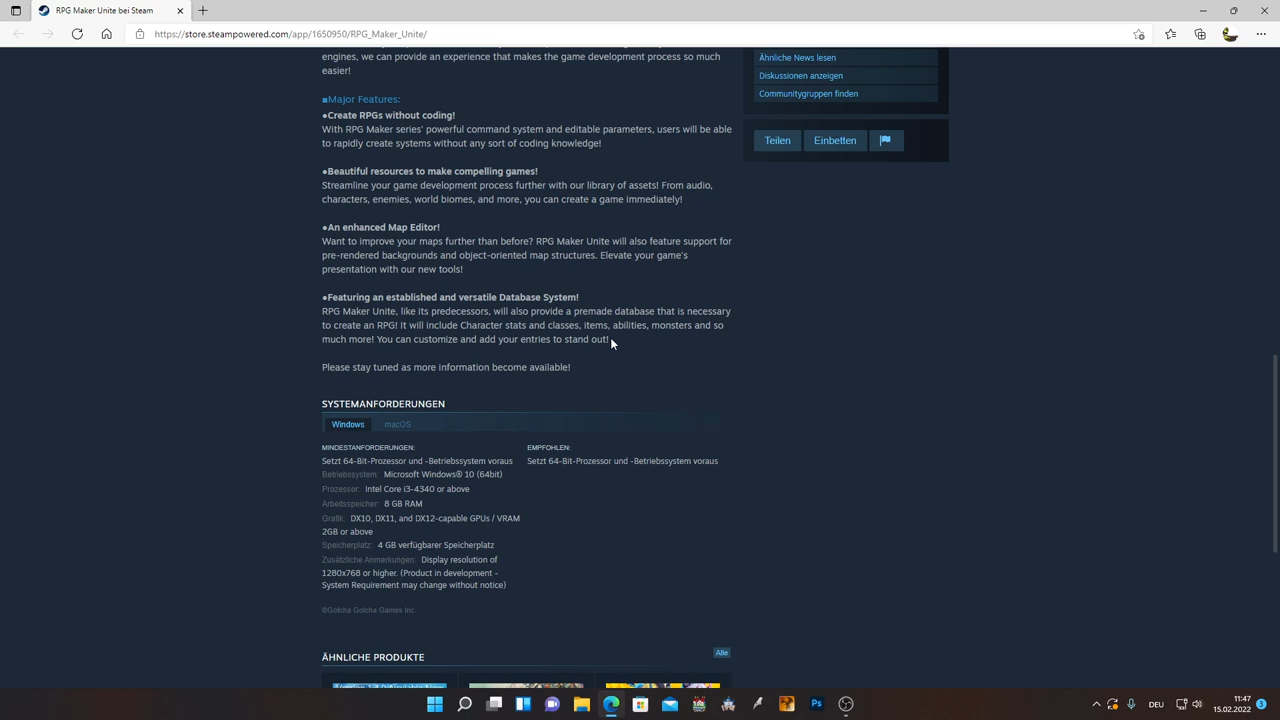 RPG Maker Unite bei Steam
https://store.steampowered.com/app/1650950/RPG_Maker_Unite/
engines, we can provide an experience that makes the game development process so much
easier!
■Major Features:
●Create RPGs without coding!
With RPG Maker series' powerful command system and editable parameters, users will be able
to rapidly create systems without any sort of coding knowledge!
●Beautiful resources to make compelling games!
Streamline your game development process further with our library of assets! From audio,
characters, enemies, world biomes, and more, you can create a game immediately!
●An enhanced Map Editor!
Want to improve your maps further than before? RPG Maker Unite will also feature support for
pre-rendered backgrounds and object-oriented map structures. Elevate your game's
presentation with our new tools!
●Featuring an established and versatile Database System!
RPG Maker Unite, like its predecessors, will also provide a premade database that is necessary
to create an RPG! It will include Character stats and classes, items, abilities, monsters and so
much more! You can customize and add your entries to stand out!
Please stay tuned as more information become available!
Ähnliche News lesen
Diskussionen anzeigen
Communitygruppen finden
Teilen Einbetten
SYSTEMANFORDERUNGEN
Windows macOS
MINDESTANFORDERUNGEN:
Setzt 64-Bit-Prozessor und -Betriebssystem voraus
Betriebssystem: Microsoft Windows® 10 (64bit)
Prozessor: Intel Core i3-4340 or above
Arbeitsspeicher: 8 GB RAM
Grafik: DX10, DX11, and DX12-capable GPUs / VRAM
2GB or above
Speicherplatz: 4 GB verfügbarer Speicherplatz
Zusätzliche Anmerkungen: Display resolution of
1280x768 or higher. (Product in development -
System Requirement may change without notice)
EMPFOHLEN:
Setzt 64-Bit-Prozessor und -Betriebssystem voraus
©Gotcha Gotcha Games Inc.
ÄHNLICHE PRODUKTE
Alle
Ps
DEU
11:47
15.02.2022
3